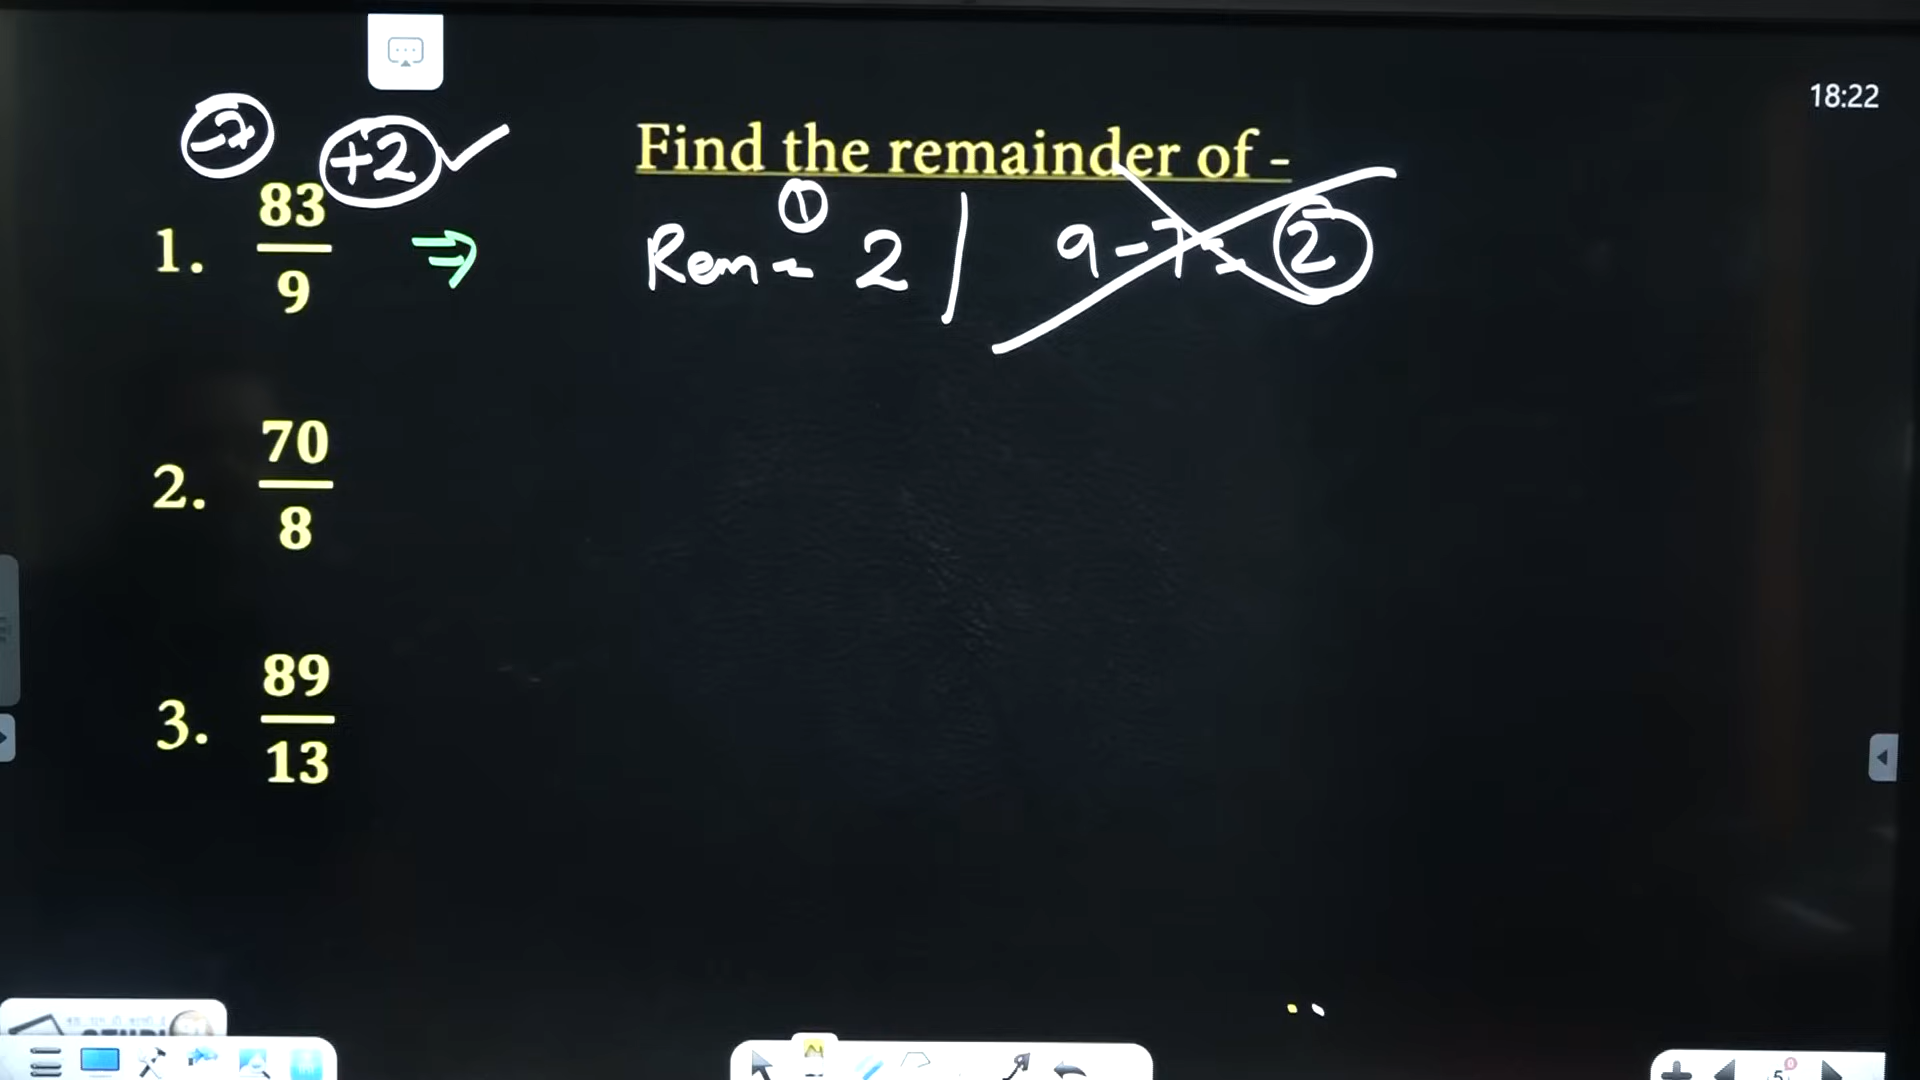 18:22
-7 +2 ✓
Find the remainder of -
1. 83/9 ⇒ Rem = 2 ① | 9-7= 2
2. 70/8
3. 89/13
5